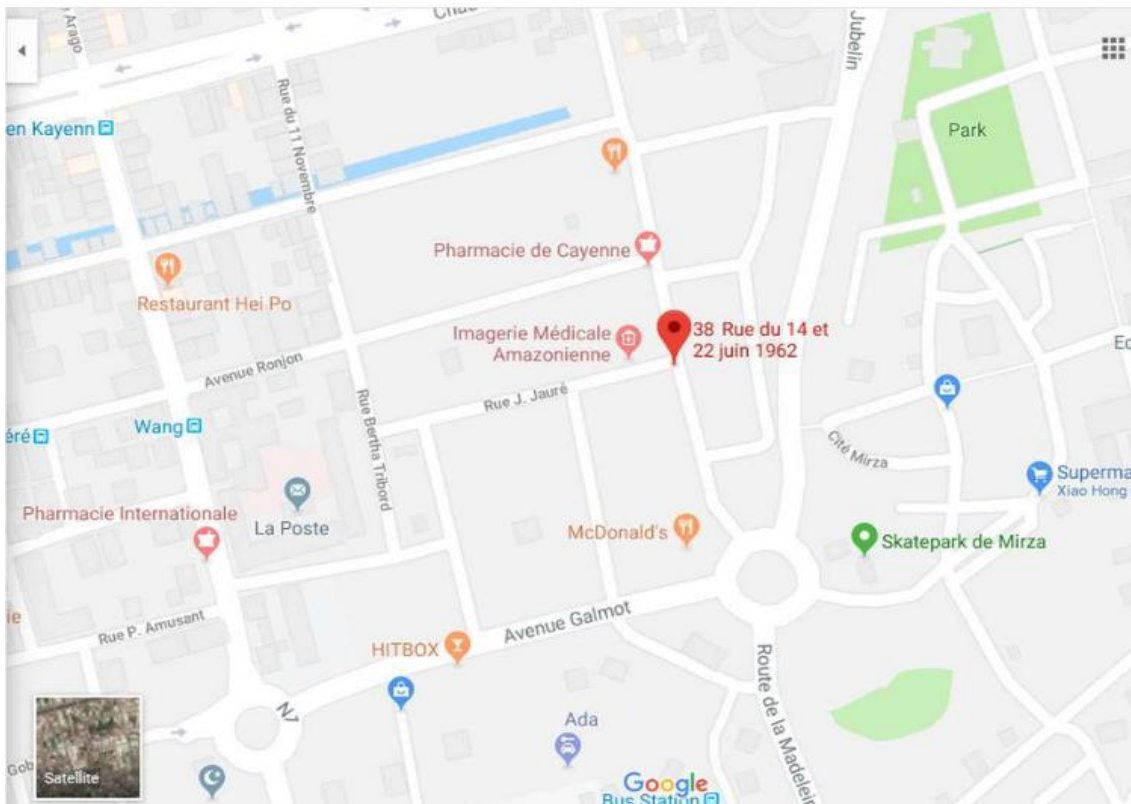 Arago
Jubelin
Rue du 11 Novembre
en Kayenn
Park
Pharmacie de Cayenne
Restaurant Hei Po
38 Rue du 14 et
22 juin 1962
Imagerie Médicale
Amazonienne
Avenue Ronjon
Rue J. Jauré
Rue Bertha Tribord
Wang
Cité Mirza
Superma
Xiao Hong
Pharmacie Internationale
La Poste
McDonald's
Skatepark de Mirza
Rue P. Amusant
Avenue Galmot
HITBOX
N7
Route de la Madelein
Ada
Satellite
Google
Bus Station